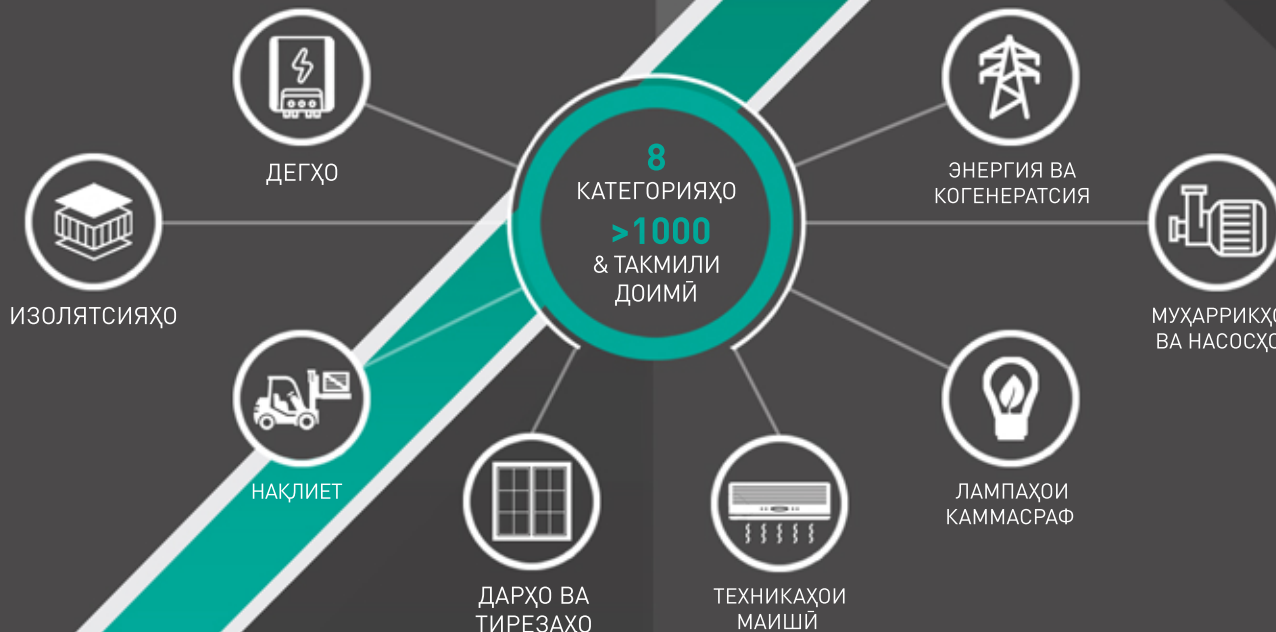 8
КАТЕГОРИЯҲО
>1000
& ТАКМИЛИ
ДОИМӢ
ДЕГҲО
ИЗОЛЯТСИЯҲО
НАҚЛИЕТ
ДАРҲО ВА
ТИРЕЗАҲО
ТЕХНИКАҲОИ
МАИШӢ
ЛАМПАҲОИ
КАММАСРАФ
МУҲАРРИКҲО
ВА НАСОСҲО
ЭНЕРГИЯ ВА
КОГЕНЕРАТСИЯ